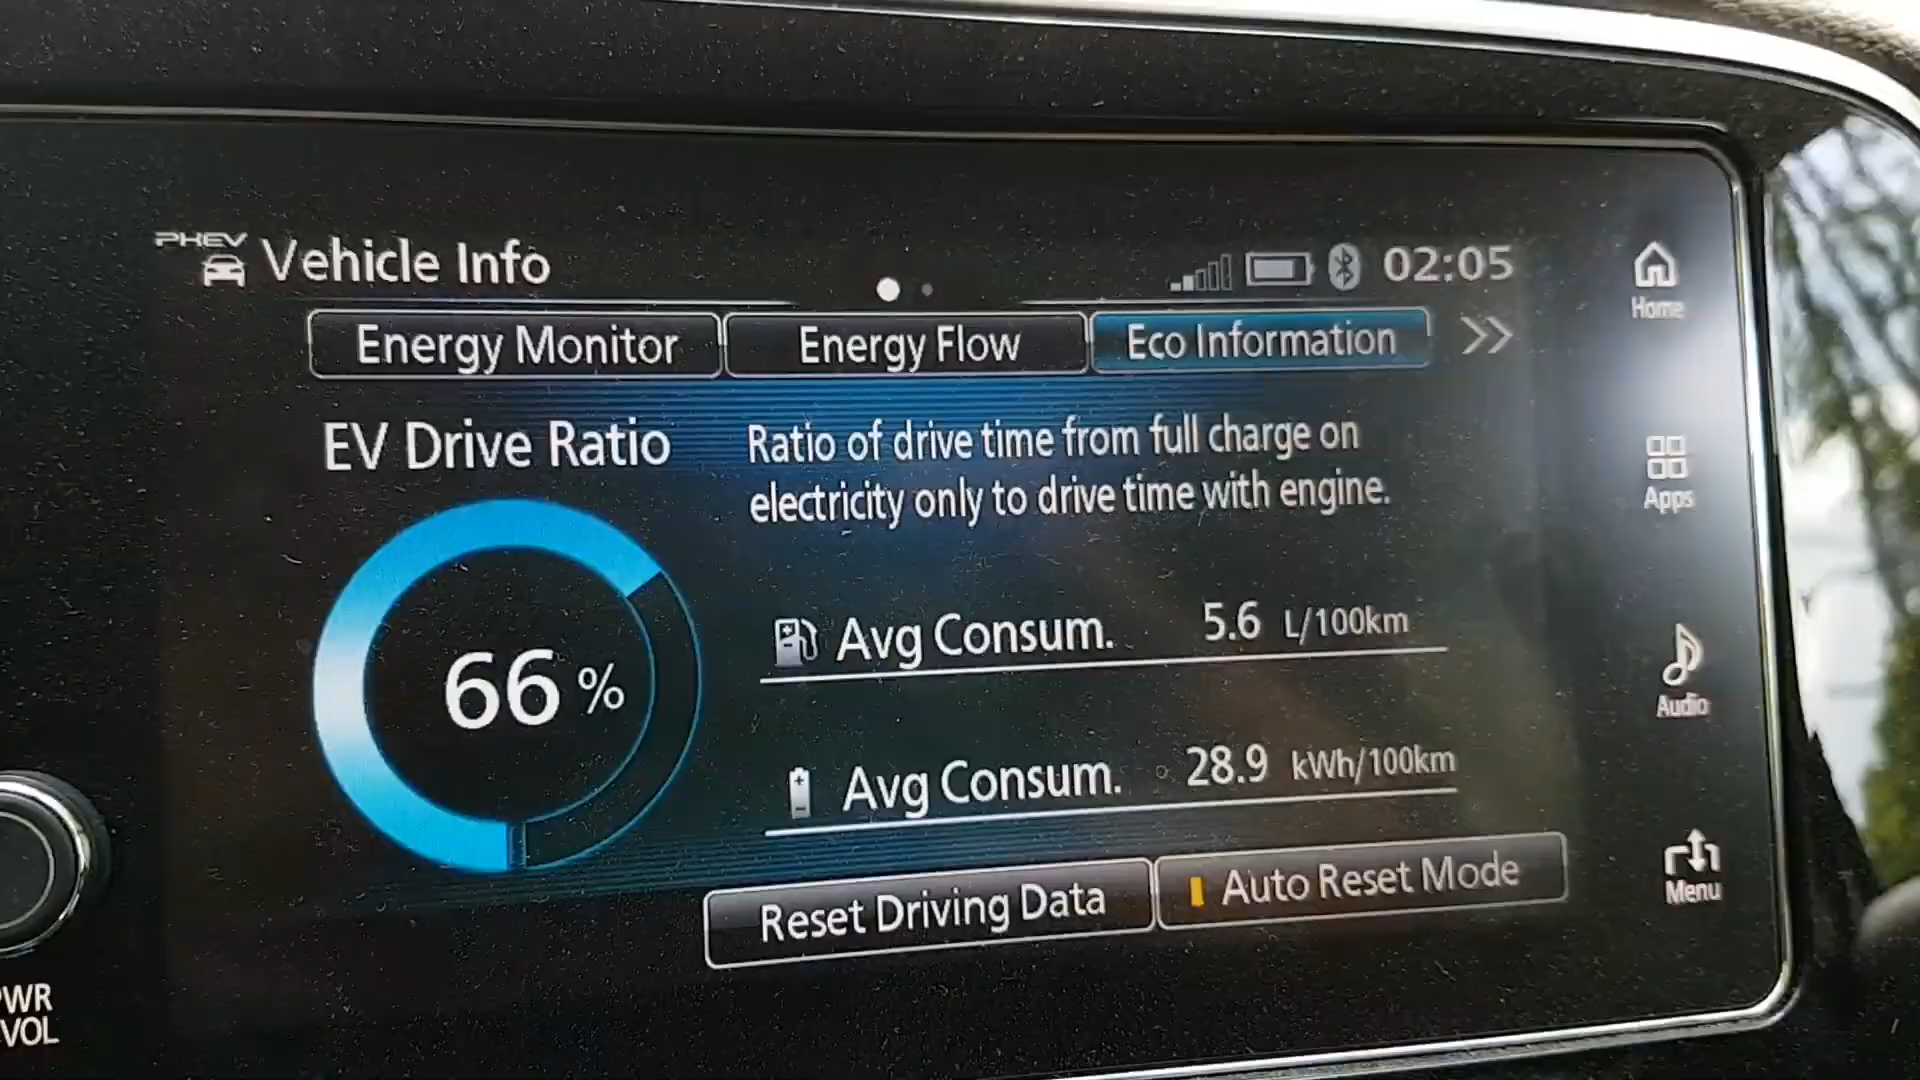 PHEV
Vehicle Info
02:05
Energy Monitor
Energy Flow
Eco Information
EV Drive Ratio
Ratio of drive time from full charge on
electricity only to drive time with engine.
66 %
Avg Consum. 5.6 L/100km
Avg Consum. 28.9 kWh/100km
Reset Driving Data
Auto Reset Mode
Home
Apps
Audio
Menu
PWR
VOL